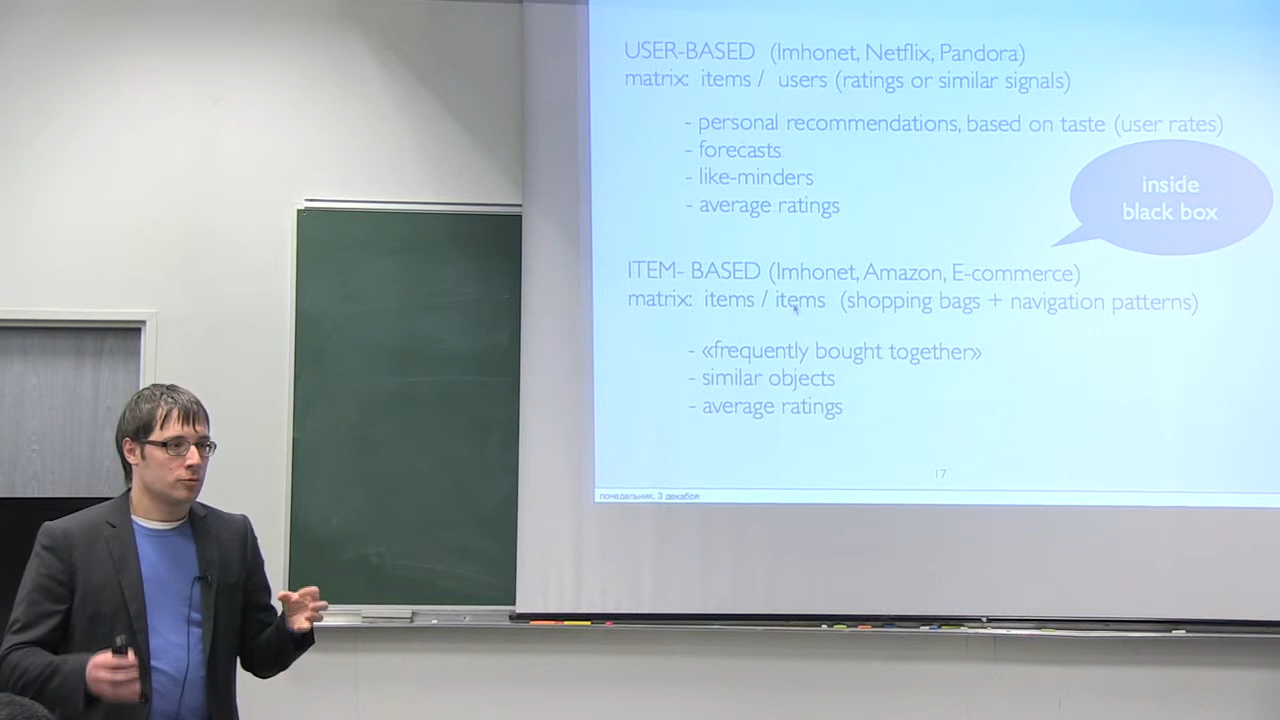 USER-BASED (Imhonet, Netflix, Pandora)
matrix: items / users (ratings or similar signals)
- personal recommendations, based on taste (user rates)
- forecasts
- like-minders
- average ratings
inside
black box
ITEM- BASED (Imhonet, Amazon, E-commerce)
matrix: items / items (shopping bags + navigation patterns)
- «frequently bought together»
- similar objects
- average ratings
17
понедельник, 3 декабря